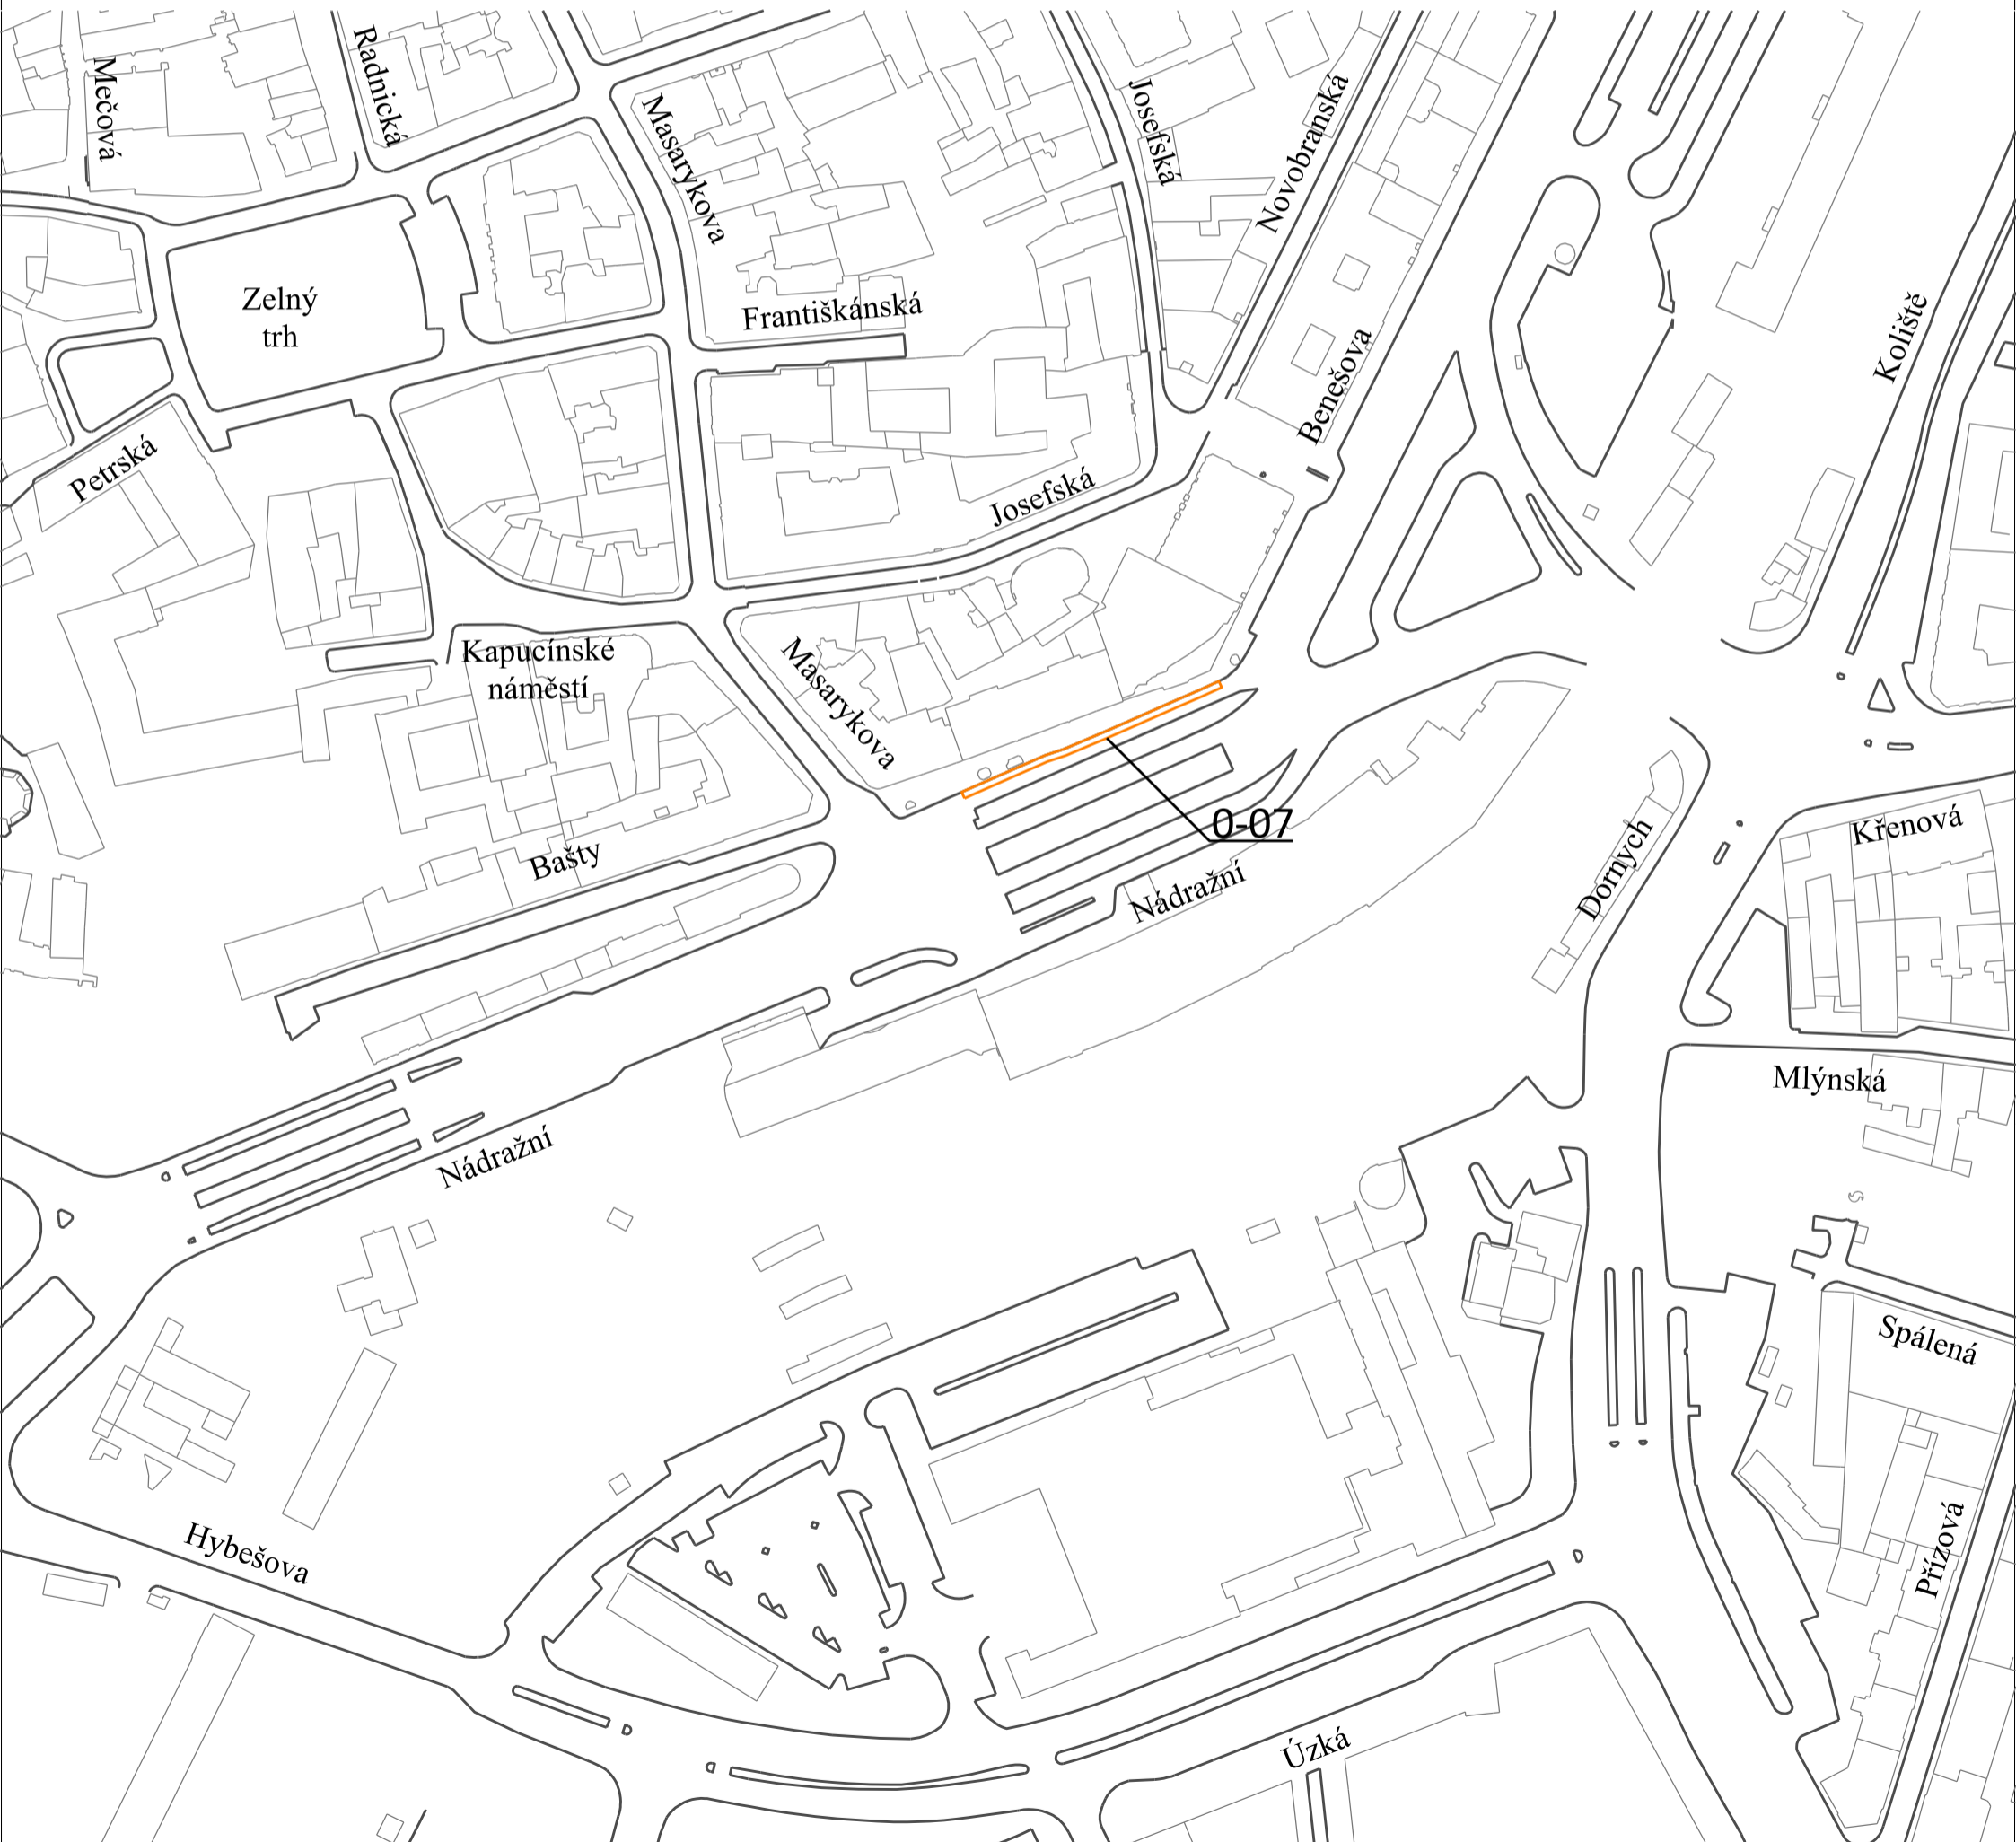 Mečová
Radnická
Masarykova
Josefská
Novobranská
Zelný
trh
Františkánská
Benešova
Koliště
Petrská
Josefská
Kapucínské
náměstí
Masarykova
0-07
Bašty
Nádražní
Dornych
Křenová
Mlýnská
Nádražní
Spálená
Hybešova
Přízová
Úzká